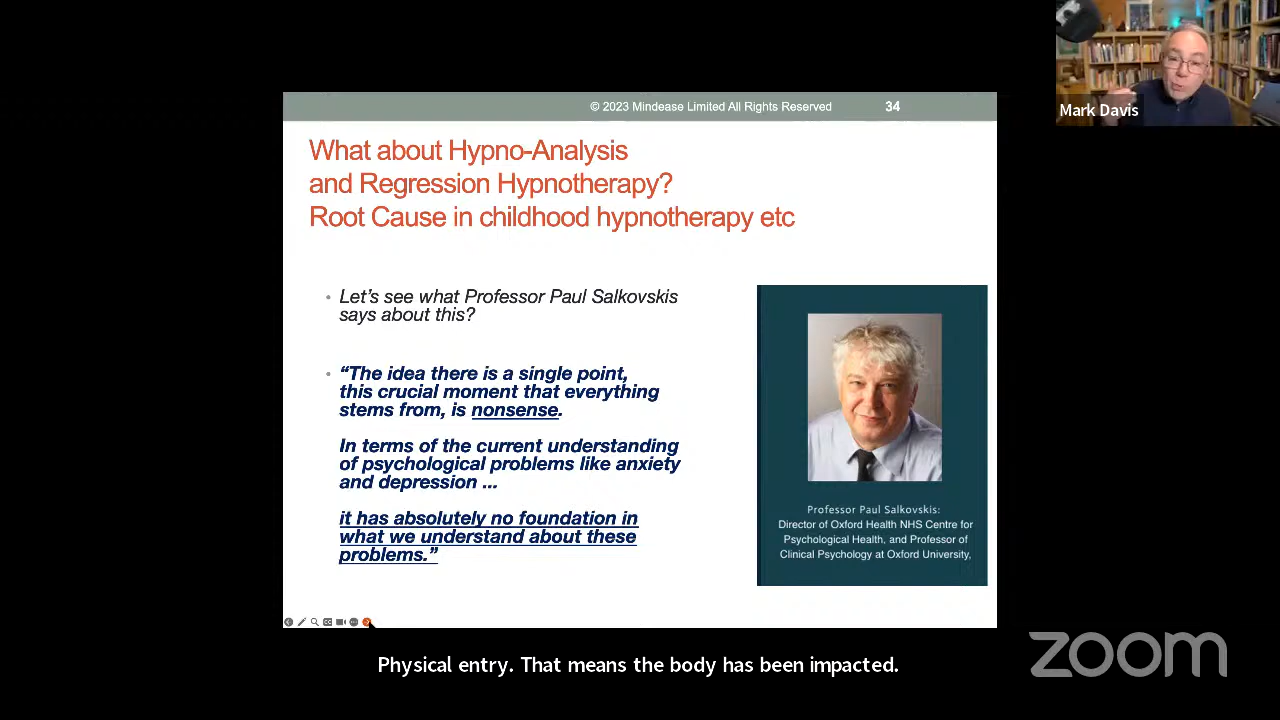 © 2023 Mindease Limited All Rights Reserved 34
Mark Davis
What about Hypno-Analysis
and Regression Hypnotherapy?
Root Cause in childhood hypnotherapy etc
• Let's see what Professor Paul Salkovskis
says about this?
• “The idea there is a single point,
this crucial moment that everything
stems from, is nonsense.
In terms of the current understanding
of psychological problems like anxiety
and depression ...
it has absolutely no foundation in
what we understand about these
problems.”
Professor Paul Salkovskis:
Director of Oxford Health NHS Centre for
Psychological Health, and Professor of
Clinical Psychology at Oxford University,
Physical entry. That means the body has been impacted.
zoom